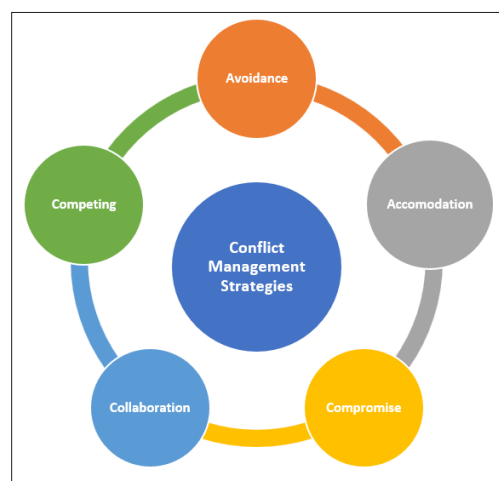 Avoidance
Competing
Accomodation
Conflict
Management
Strategies
Collaboration
Compromise